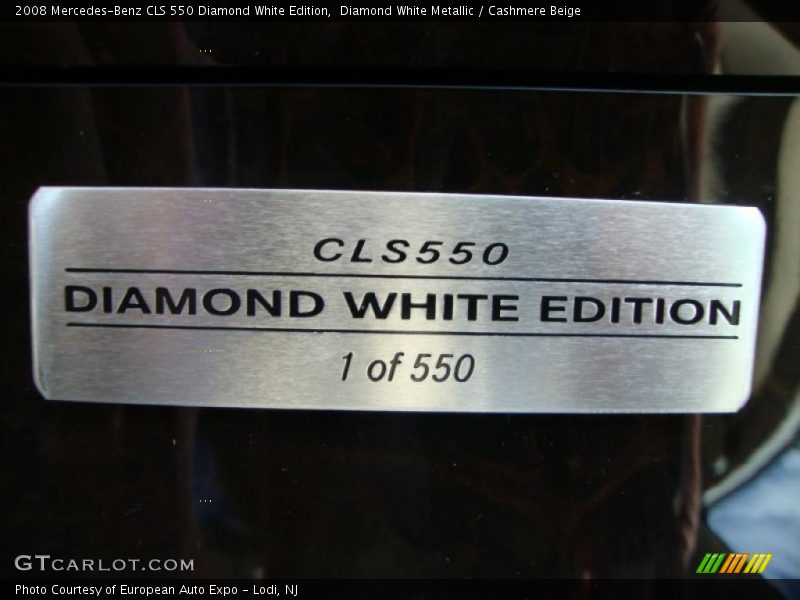 2008 Mercedes-Benz CLS 550 Diamond White Edition,  Diamond White Metallic / Cashmere Beige
CLS550
DIAMOND WHITE EDITION
1 of 550
GTCARLOT.COM
Photo Courtesy of European Auto Expo - Lodi, NJ